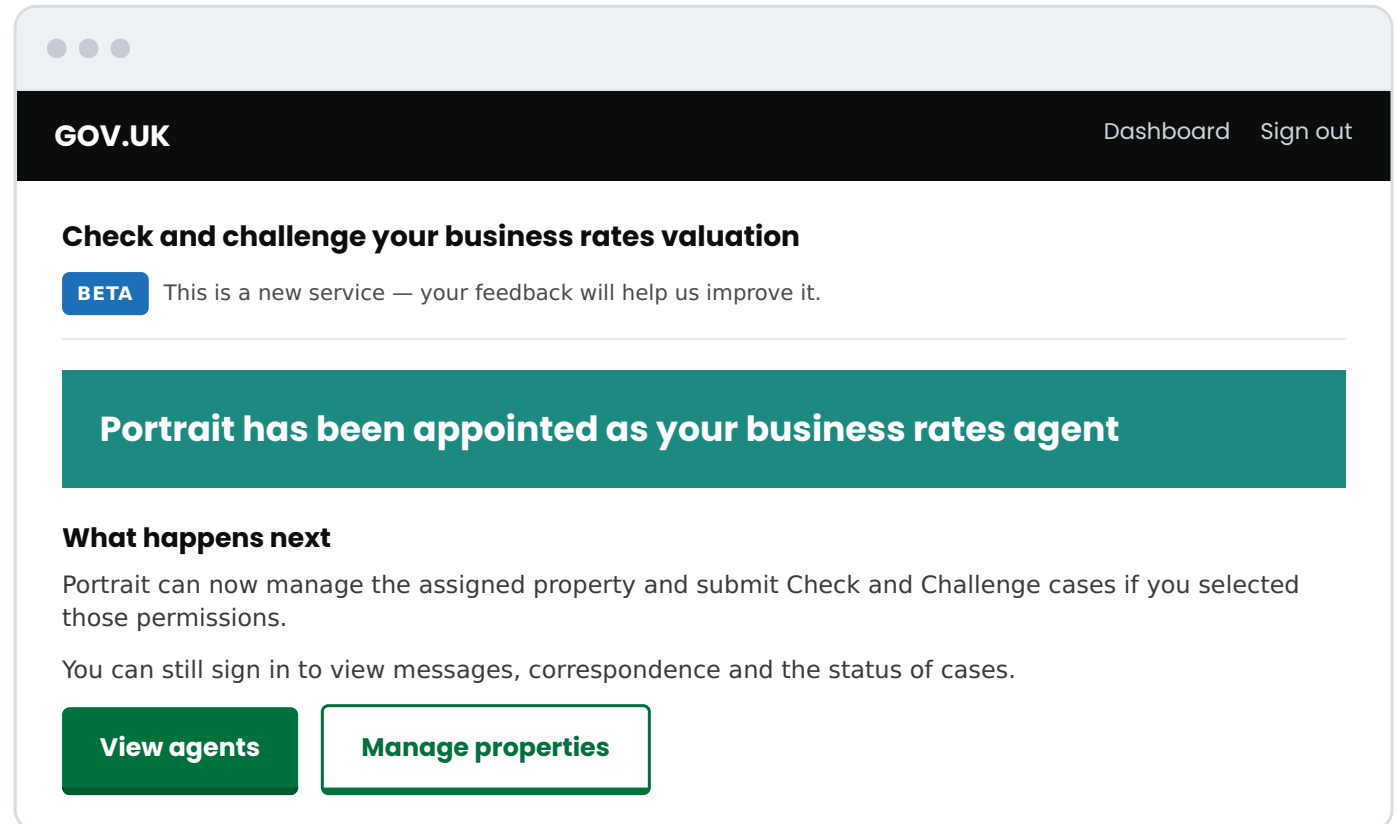 GOV.UK
Dashboard
Sign out
Check and challenge your business rates valuation
BETA
This is a new service — your feedback will help us improve it.
Portrait has been appointed as your business rates agent
What happens next
Portrait can now manage the assigned property and submit Check and Challenge cases if you selected
those permissions.
You can still sign in to view messages, correspondence and the status of cases.
View agents
Manage properties